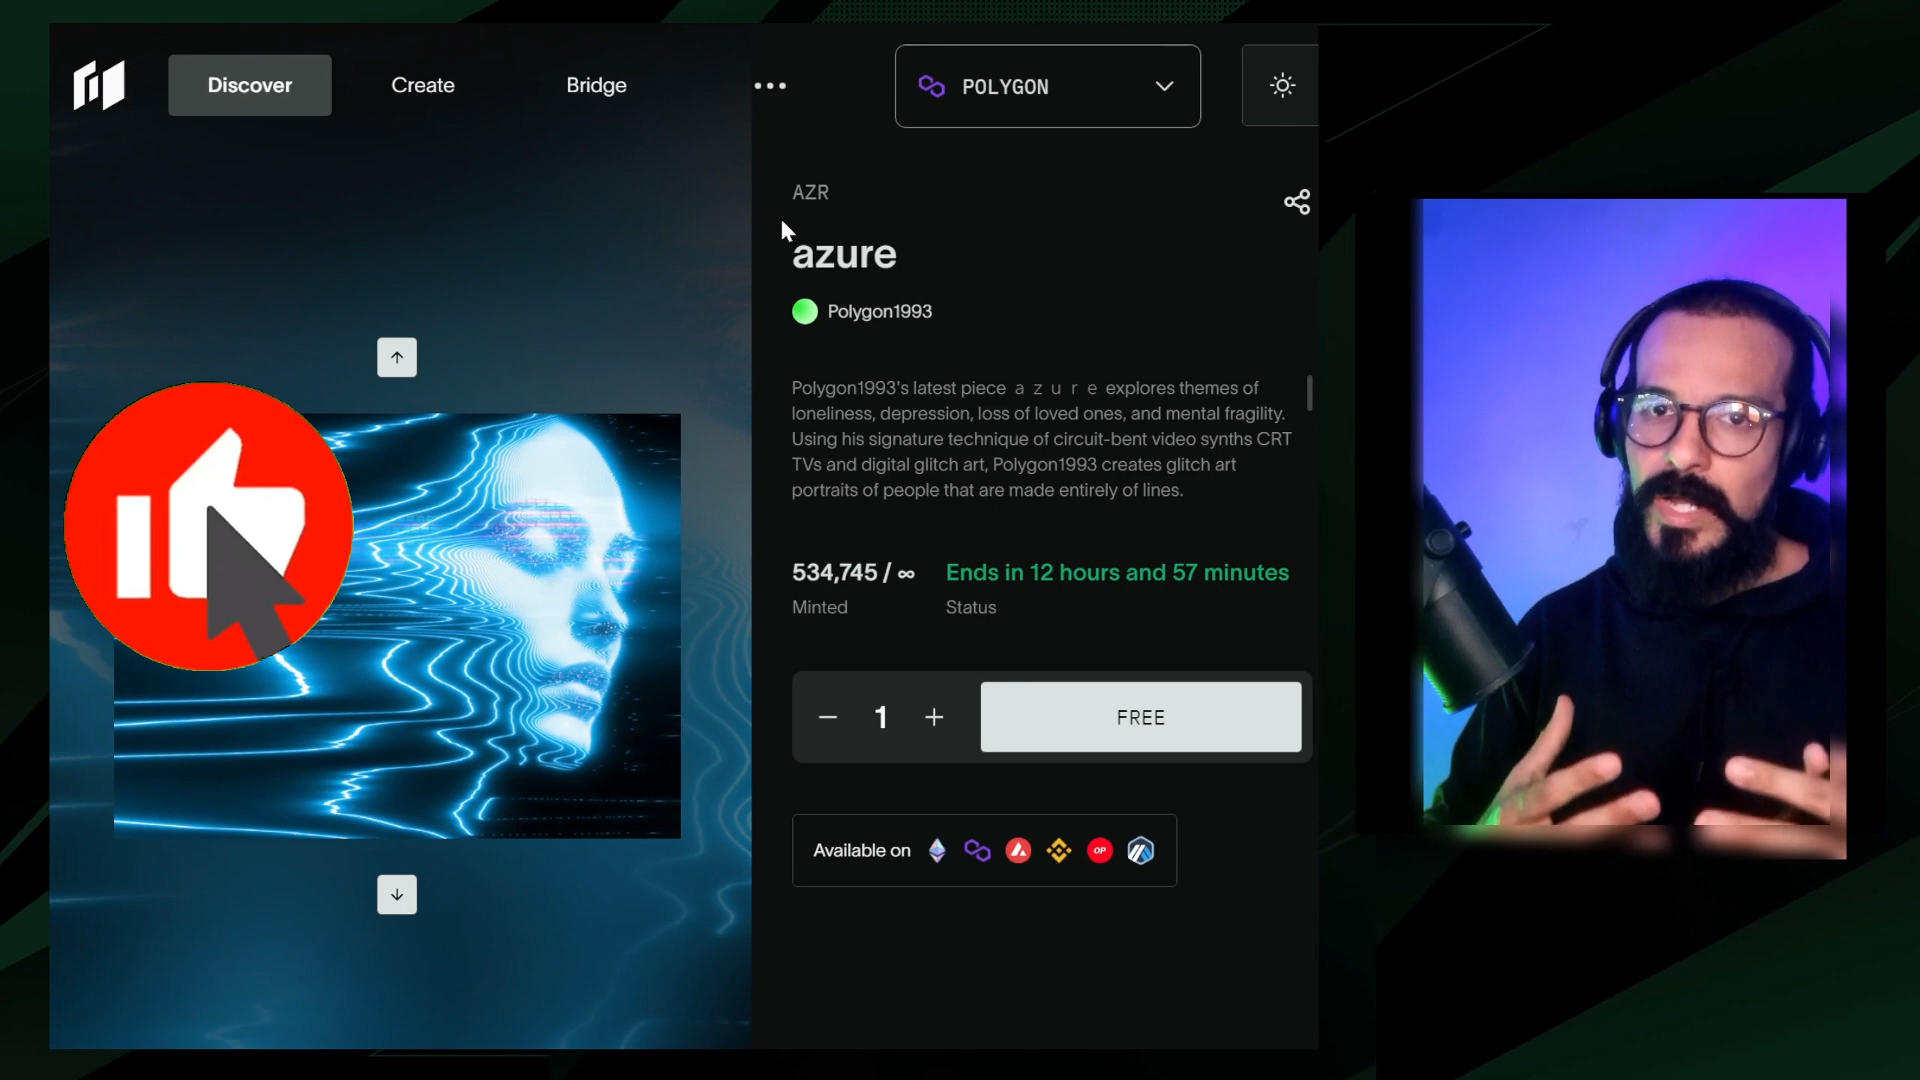 Discover
Create
Bridge
POLYGON
AZR
azure
Polygon1993
Polygon1993's latest piece a z u r e explores themes of
loneliness, depression, loss of loved ones, and mental fragility.
Using his signature technique of circuit-bent video synths CRT
TVs and digital glitch art, Polygon1993 creates glitch art
portraits of people that are made entirely of lines.
534,745 / ∞
Ends in 12 hours and 57 minutes
Minted
Status
1
FREE
Available on
OP